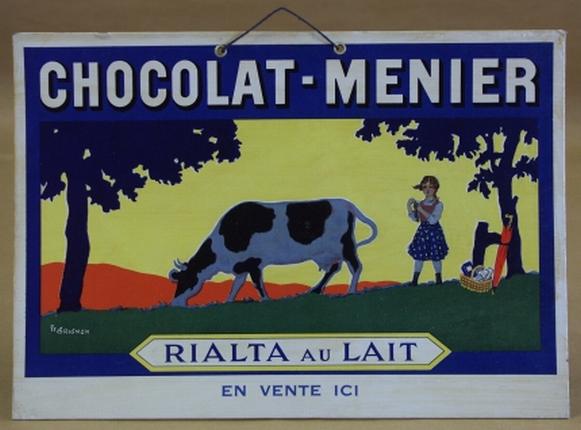 CHOCOLAT-MENIER
RIALTA AU LAIT
EN VENTE ICI